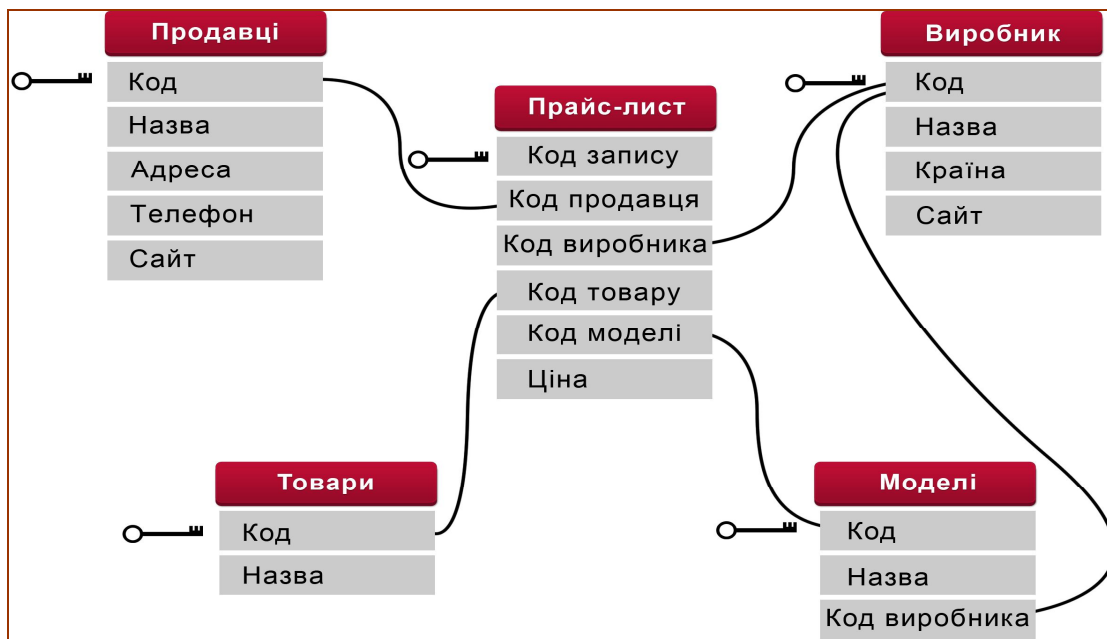 Продавці
Код
Назва
Адреса
Телефон
Сайт
Прайс-лист
Код запису
Код продавця
Код виробника
Код товару
Код моделі
Ціна
Виробник
Код
Назва
Країна
Сайт
Товари
Код
Назва
Моделі
Код
Назва
Код виробника